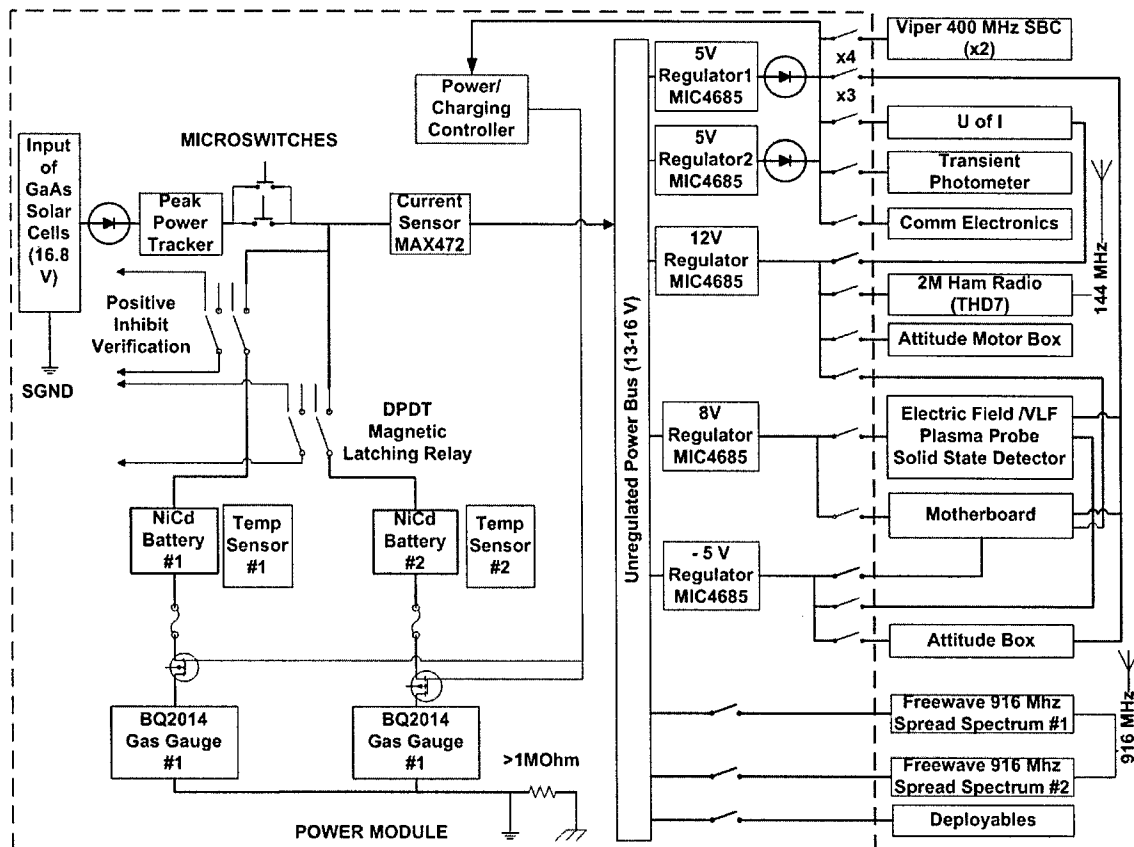 Input
of
GaAs
Solar
Cells
(16.8
V)
SGND
Peak
Power
Tracker
MICROSWITCHES
Power/
Charging
Controller
Current
Sensor
MAX472
Positive
Inhibit
Verification
DPDT
Magnetic
Latching Relay
NiCd
Battery
#1
Temp
Sensor
#1
NiCd
Battery
#2
Temp
Sensor
#2
BQ2014
Gas Gauge
#1
BQ2014
Gas Gauge
#1
>1MOhm
POWER MODULE
Unregulated Power Bus (13-16 V)
5V
Regulator1
MIC4685
5V
Regulator2
MIC4685
12V
Regulator
MIC4685
8V
Regulator
MIC4685
- 5 V
Regulator
MIC4685
x4
x3
Viper 400 MHz SBC
(x2)
U of I
Transient
Photometer
Comm Electronics
2M Ham Radio
(THD7)
144 MHz
Attitude Motor Box
Electric Field /VLF
Plasma Probe
Solid State Detector
Motherboard
Attitude Box
Freewave 916 Mhz
Spread Spectrum #1
Freewave 916 Mhz
Spread Spectrum #2
916 MHz
Deployables